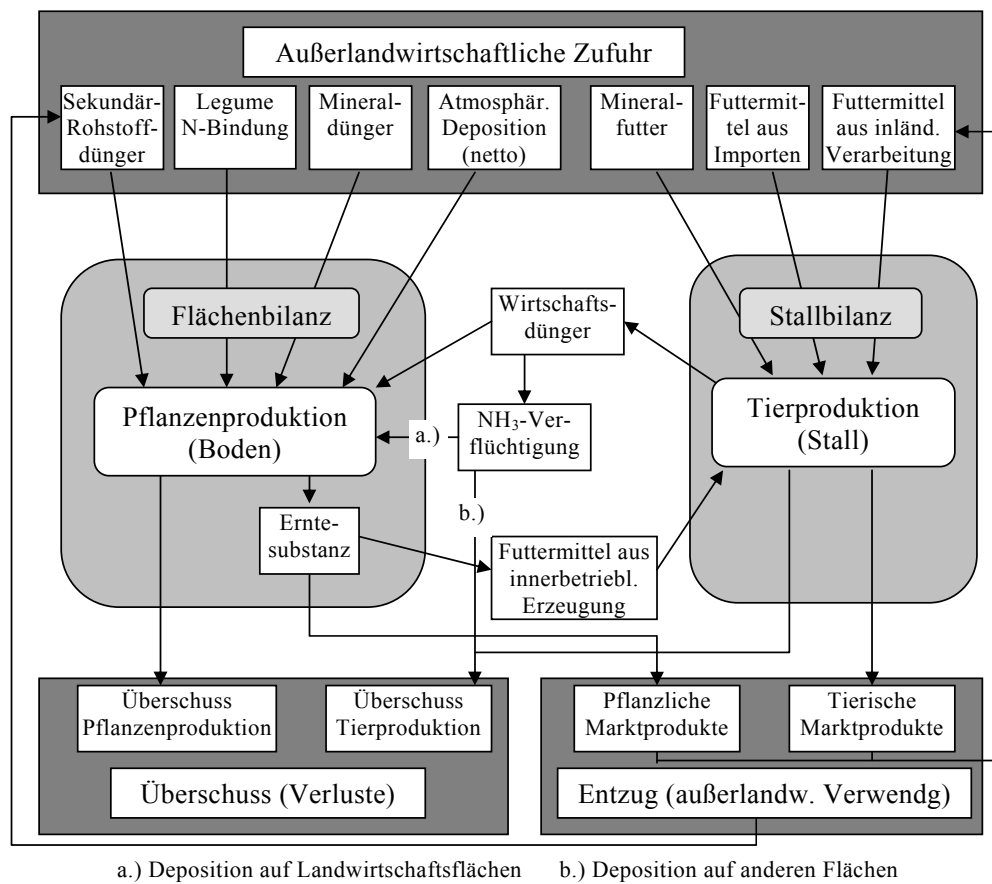 Außerlandwirtschaftliche Zufuhr
Sekundär-
Rohstoff-
dünger
Legume
N-Bindung
Mineral-
dünger
Atmosphär.
Deposition
(netto)
Mineral-
futter
Futtermit-
tel aus
Importen
Futtermittel
aus inländ.
Verarbeitung
Flächenbilanz
Wirtschafts-
dünger
Stallbilanz
Pflanzenproduktion
(Boden)
a.)
NH₃-Ver-
flüchtigung
Tierproduktion
(Stall)
b.)
Ernte-
substanz
Futtermittel aus
innerbetriebl.
Erzeugung
Überschuss
Pflanzenproduktion
Überschuss
Tierproduktion
Pflanzliche
Marktprodukte
Tierische
Marktprodukte
Überschuss (Verluste)
Entzug (außerlandw. Verwendg)
a.) Deposition auf Landwirtschaftsflächen b.) Deposition auf anderen Flächen